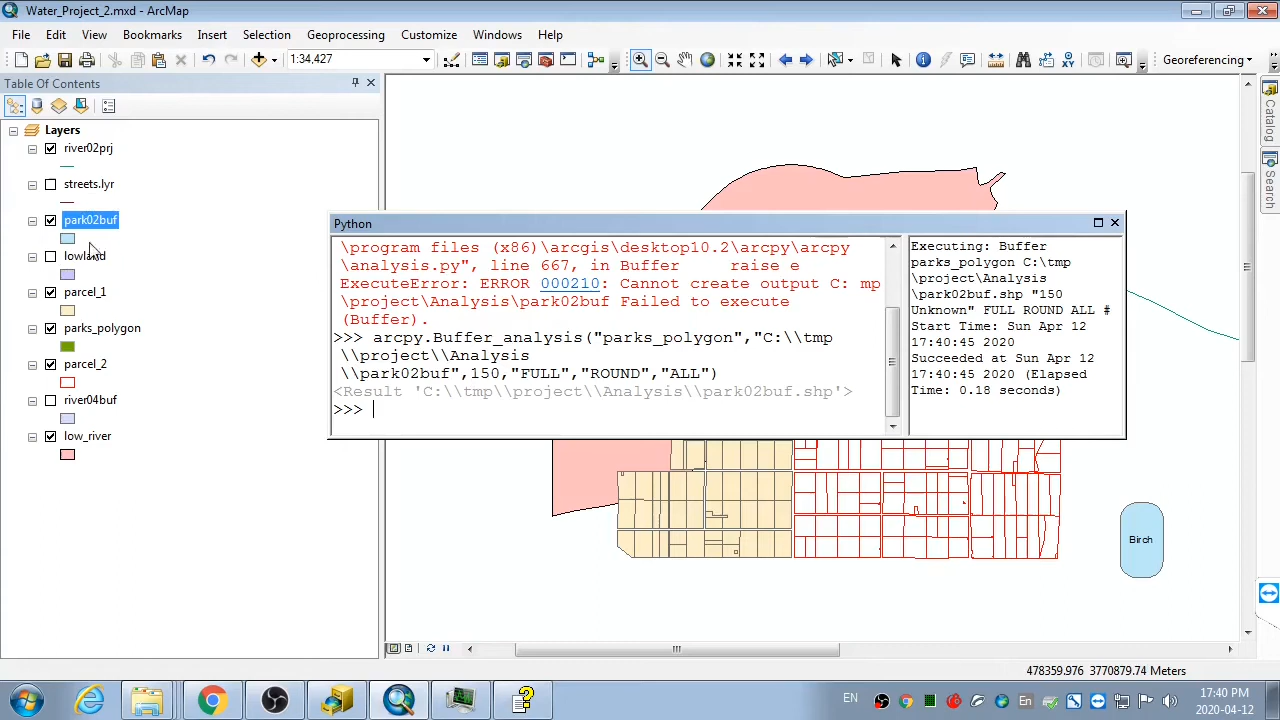 Water_Project_2.mxd - ArcMap
File Edit View Bookmarks Insert Selection Geoprocessing Customize Windows Help
1:34,427
Georeferencing
Table Of Contents
Layers
river02prj
streets.lyr
park02buf
lowland
parcel_1
parks_polygon
parcel_2
river04buf
low_river
Python
\program files (x86)\arcgis\desktop10.2\arcpy\arcpy
\analysis.py", line 667, in Buffer raise e
ExecuteError: ERROR 000210: Cannot create output C: mp
\project\Analysis\park02buf Failed to execute
(Buffer).
>>> arcpy.Buffer_analysis("parks_polygon","C:\\tmp
\\project\\Analysis
\\park02buf",150,"FULL","ROUND","ALL")
<Result 'C:\\tmp\\project\\Analysis\\park02buf.shp'>
>>>
Executing: Buffer
parks_polygon C:\tmp
\project\Analysis
\park02buf.shp "150
Unknown" FULL ROUND ALL #
Start Time: Sun Apr 12
17:40:45 2020
Succeeded at Sun Apr 12
17:40:45 2020 (Elapsed
Time: 0.18 seconds)
Catalog
Search
Birch
478359.976 3770879.74 Meters
EN
En
17:40 PM
2020-04-12